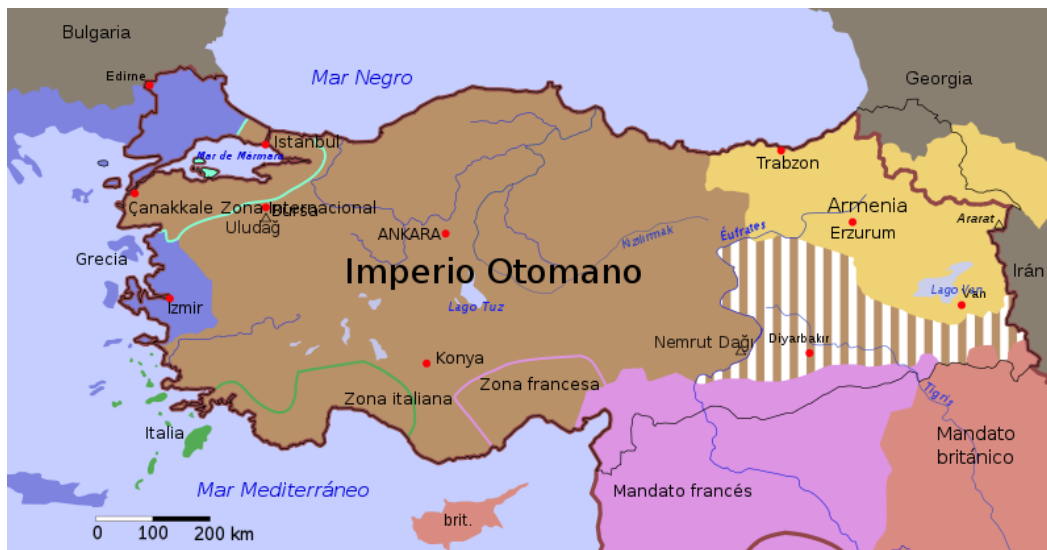 Bulgaria
Edirne
Mar Negro
Georgia
Istanbul
Mar de Marmara
Trabzon
Çanakkale
Zona Internacional
Bursa
Uludağ
ANKARA
Kizilirmak
Éufrates
Armenia
Erzurum
Ararat
Grecia
Imperio Otomano
Irán
Lago Van
Van
Izmir
Lago Tuz
Nemrut Daği
Diyarbakır
Konya
Zona francesa
Zona italiana
Tigris
Italia
Mandato
británico
Mar Mediterráneo
Mandato francés
brit.
0 100 200 km